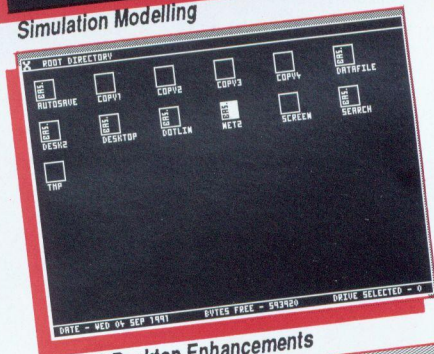 Simulation Modelling
X ROOT DIRECTORY
BAS. AUTOSAVE
COPY1
COPY2
COPY3
COPY4
BAS. DATAFILE
BAS. DESK2
BAS. DESKTOP
BAS. DOTLIN
BAS. NET2
SCREEN
BAS. SEARCH
TMP
DATE - WED 04 SEP 1991 BYTES FREE - 593920 DRIVE SELECTED - 0
Desktop Enhancements